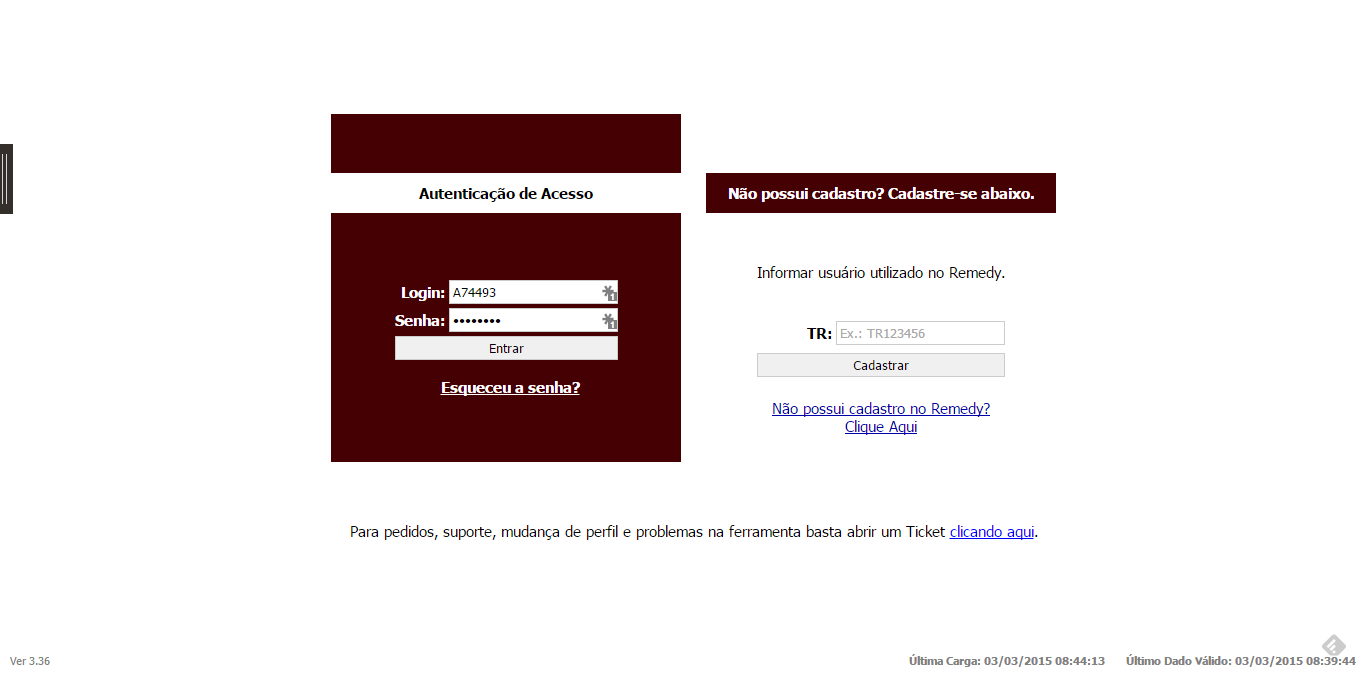 Autenticação de Acesso
Login: A74493
Senha: ••••••••
Entrar
Esqueceu a senha?
Não possui cadastro? Cadastre-se abaixo.
Informar usuário utilizado no Remedy.
TR: Ex.: TR123456
Cadastrar
Não possui cadastro no Remedy?
Clique Aqui
Para pedidos, suporte, mudança de perfil e problemas na ferramenta basta abrir um Ticket clicando aqui.
Ver 3.36
Última Carga: 03/03/2015 08:44:13
Último Dado Válido: 03/03/2015 08:39:44